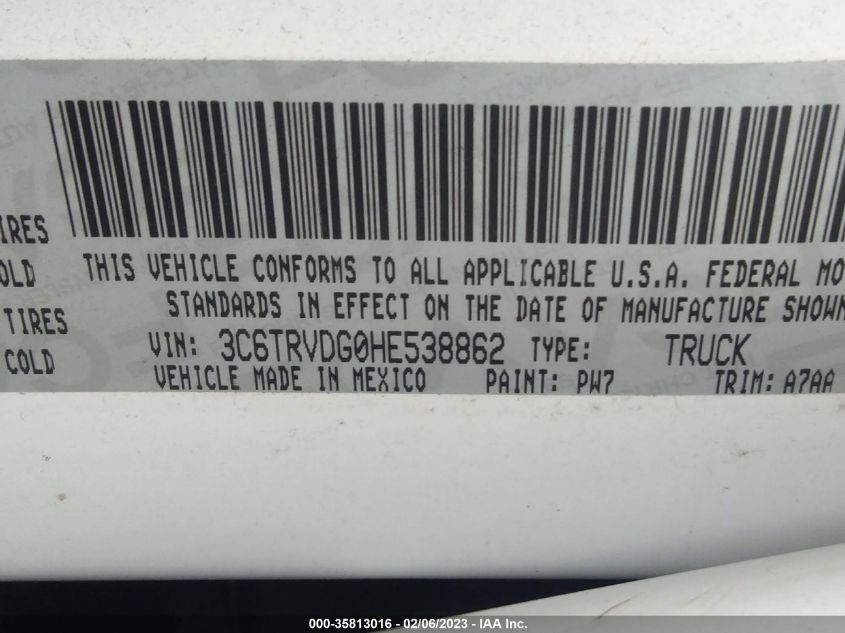 TIRES
COLD
THIS VEHICLE CONFORMS TO ALL APPLICABLE U.S.A. FEDERAL MO
STANDARDS IN EFFECT ON THE DATE OF MANUFACTURE SHOWN
TIRES
COLD
VIN: 3C6TRVDG0HE538862 TYPE: TRUCK
VEHICLE MADE IN MEXICO PAINT: PW7 TRIM: A7AA
000-35813016 - 02/06/2023 - IAA Inc.